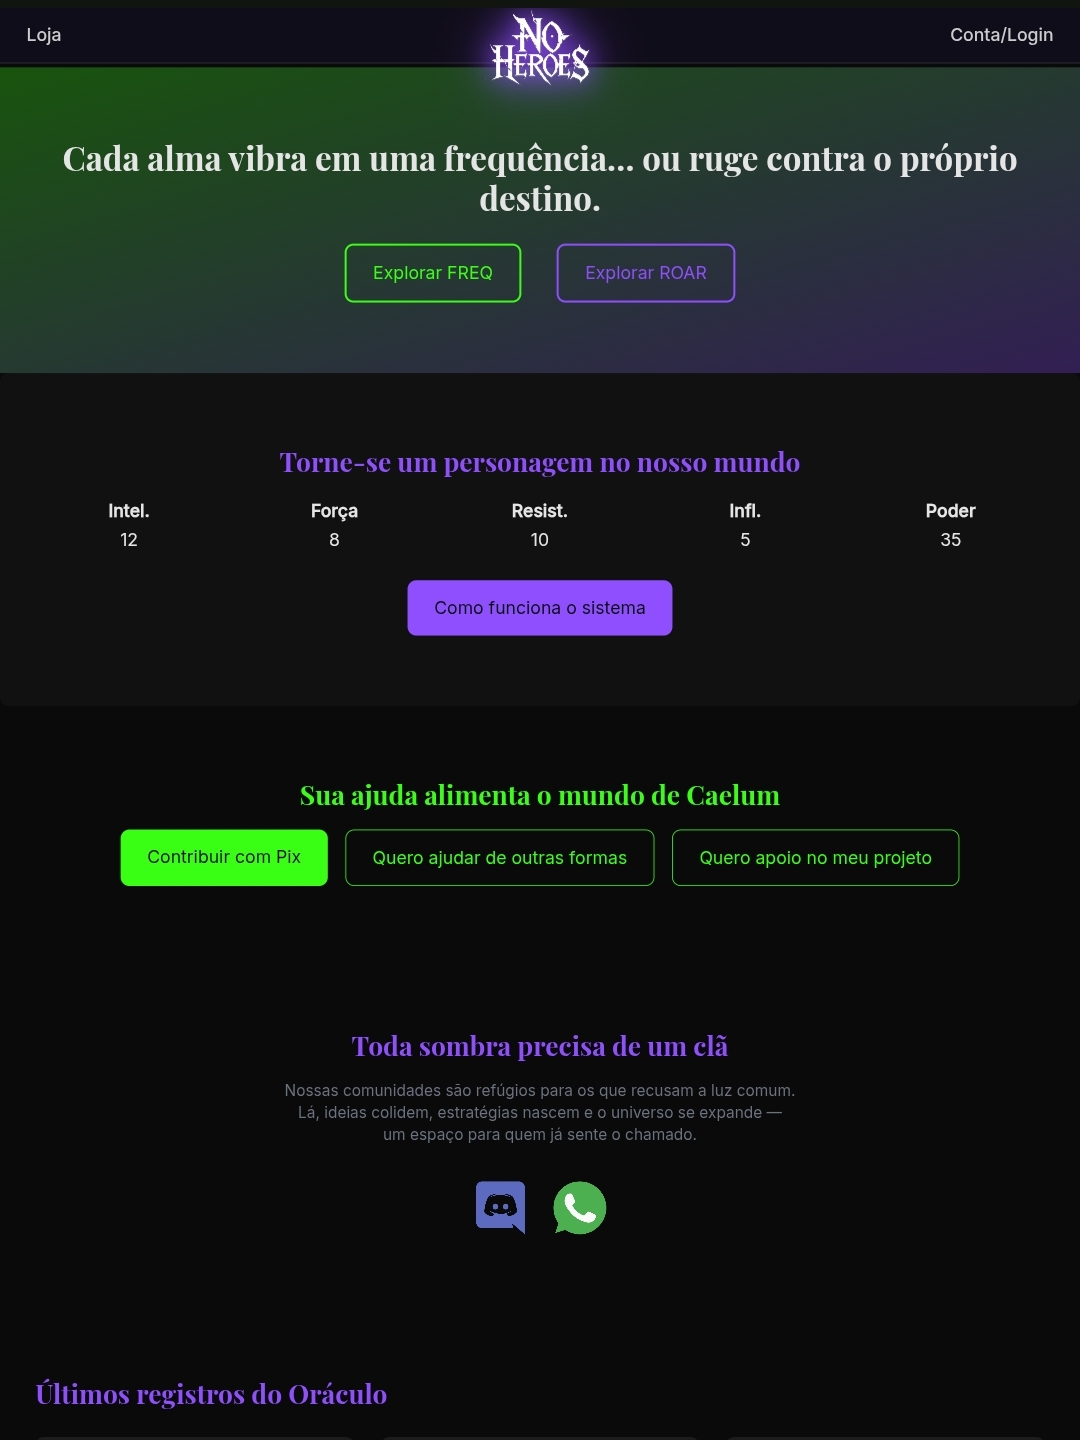 Loja
NO
HEROES
Conta/Login
Cada alma vibra em uma frequência... ou ruge contra o próprio
destino.
Explorar FREQ
Explorar ROAR
Torne-se um personagem no nosso mundo
Intel. Força Resist. Infl. Poder
12 8 10 5 35
Como funciona o sistema
Sua ajuda alimenta o mundo de Caelum
Contribuir com Pix
Quero ajudar de outras formas
Quero apoio no meu projeto
Toda sombra precisa de um clã
Nossas comunidades são refúgios para os que recusam a luz comum.
Lá, ideias colidem, estratégias nascem e o universo se expande —
um espaço para quem já sente o chamado.
Últimos registros do Oráculo